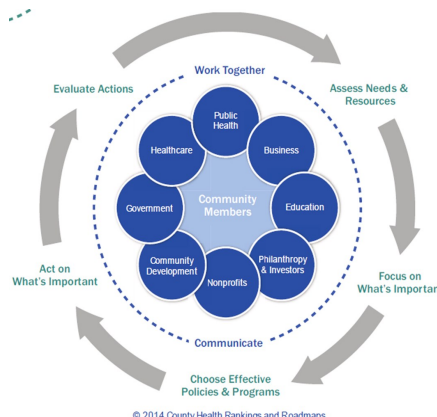 Work Together
Evaluate Actions
Assess Needs &
Resources
Public
Health
Healthcare
Business
Community
Members
Government
Education
Community
Development
Philanthropy
& Investors
Nonprofits
Act on
What's Important
Focus on
What's Importan
Communicate
Choose Effective
Policies & Programs
© 2014 County Health Rankings and Roadmaps